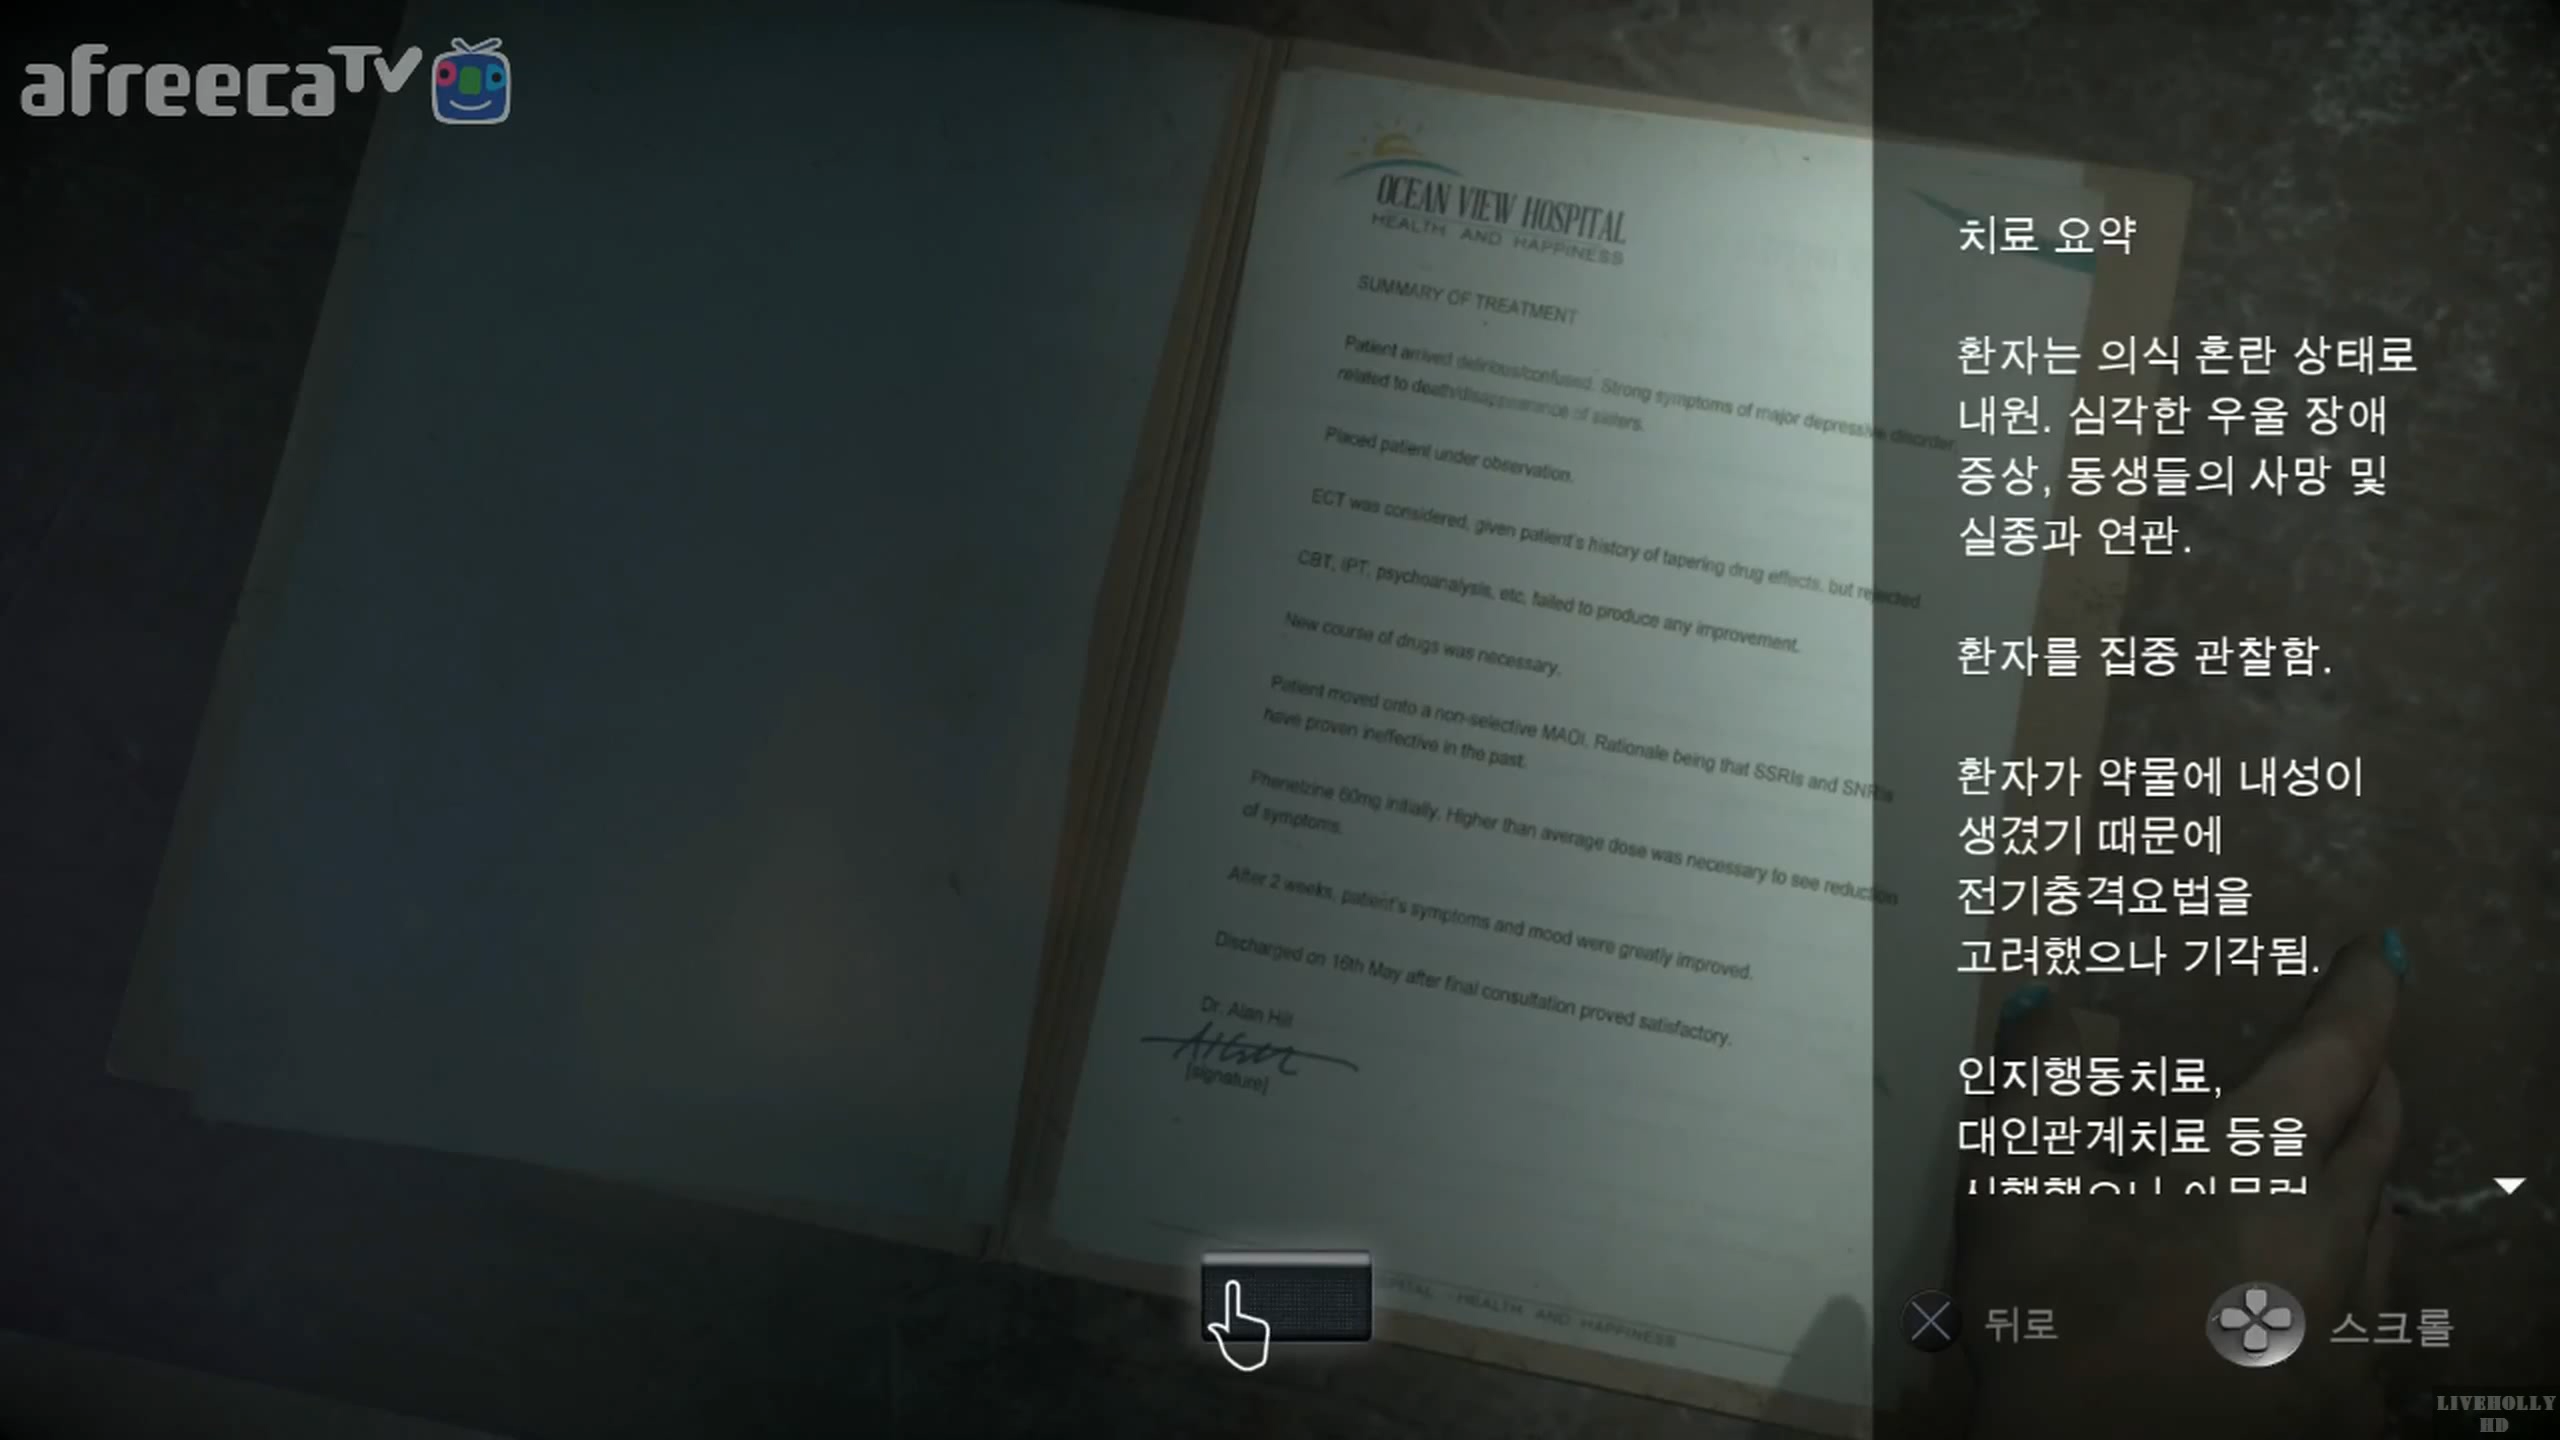 afreecaTV
OCEAN VIEW HOSPITAL
HEALTH AND HAPPINESS
SUMMARY OF TREATMENT
Patient arrived delirious/confused. Strong symptoms of major depressive disorder,
related to death/disappearance of sisters.
Placed patient under observation.
ECT was considered, given patient's history of tapering drug effects, but rejected.
CBT, IPT, psychoanalysis, etc, failed to produce any improvement.
New course of drugs was necessary.
Patient moved onto a non-selective MAOI. Rationale being that SSRIs and SNRIs
have proven ineffective in the past.
Phenelzine 60mg initially. Higher than average dose was necessary to see reduction
of symptoms.
After 2 weeks, patient's symptoms and mood were greatly improved.
Discharged on 16th May after final consultation proved satisfactory.
Dr. Alan Hill
[signature]
HEALTH AND HAPPINESS
치료 요약
환자는 의식 혼란 상태로
내원. 심각한 우울 장애
증상, 동생들의 사망 및
실종과 연관.
환자를 집중 관찰함.
환자가 약물에 내성이
생겼기 때문에
전기충격요법을
고려했으나 기각됨.
인지행동치료,
대인관계치료 등을
뒤로
스크롤
LIVEHOLLY
HD